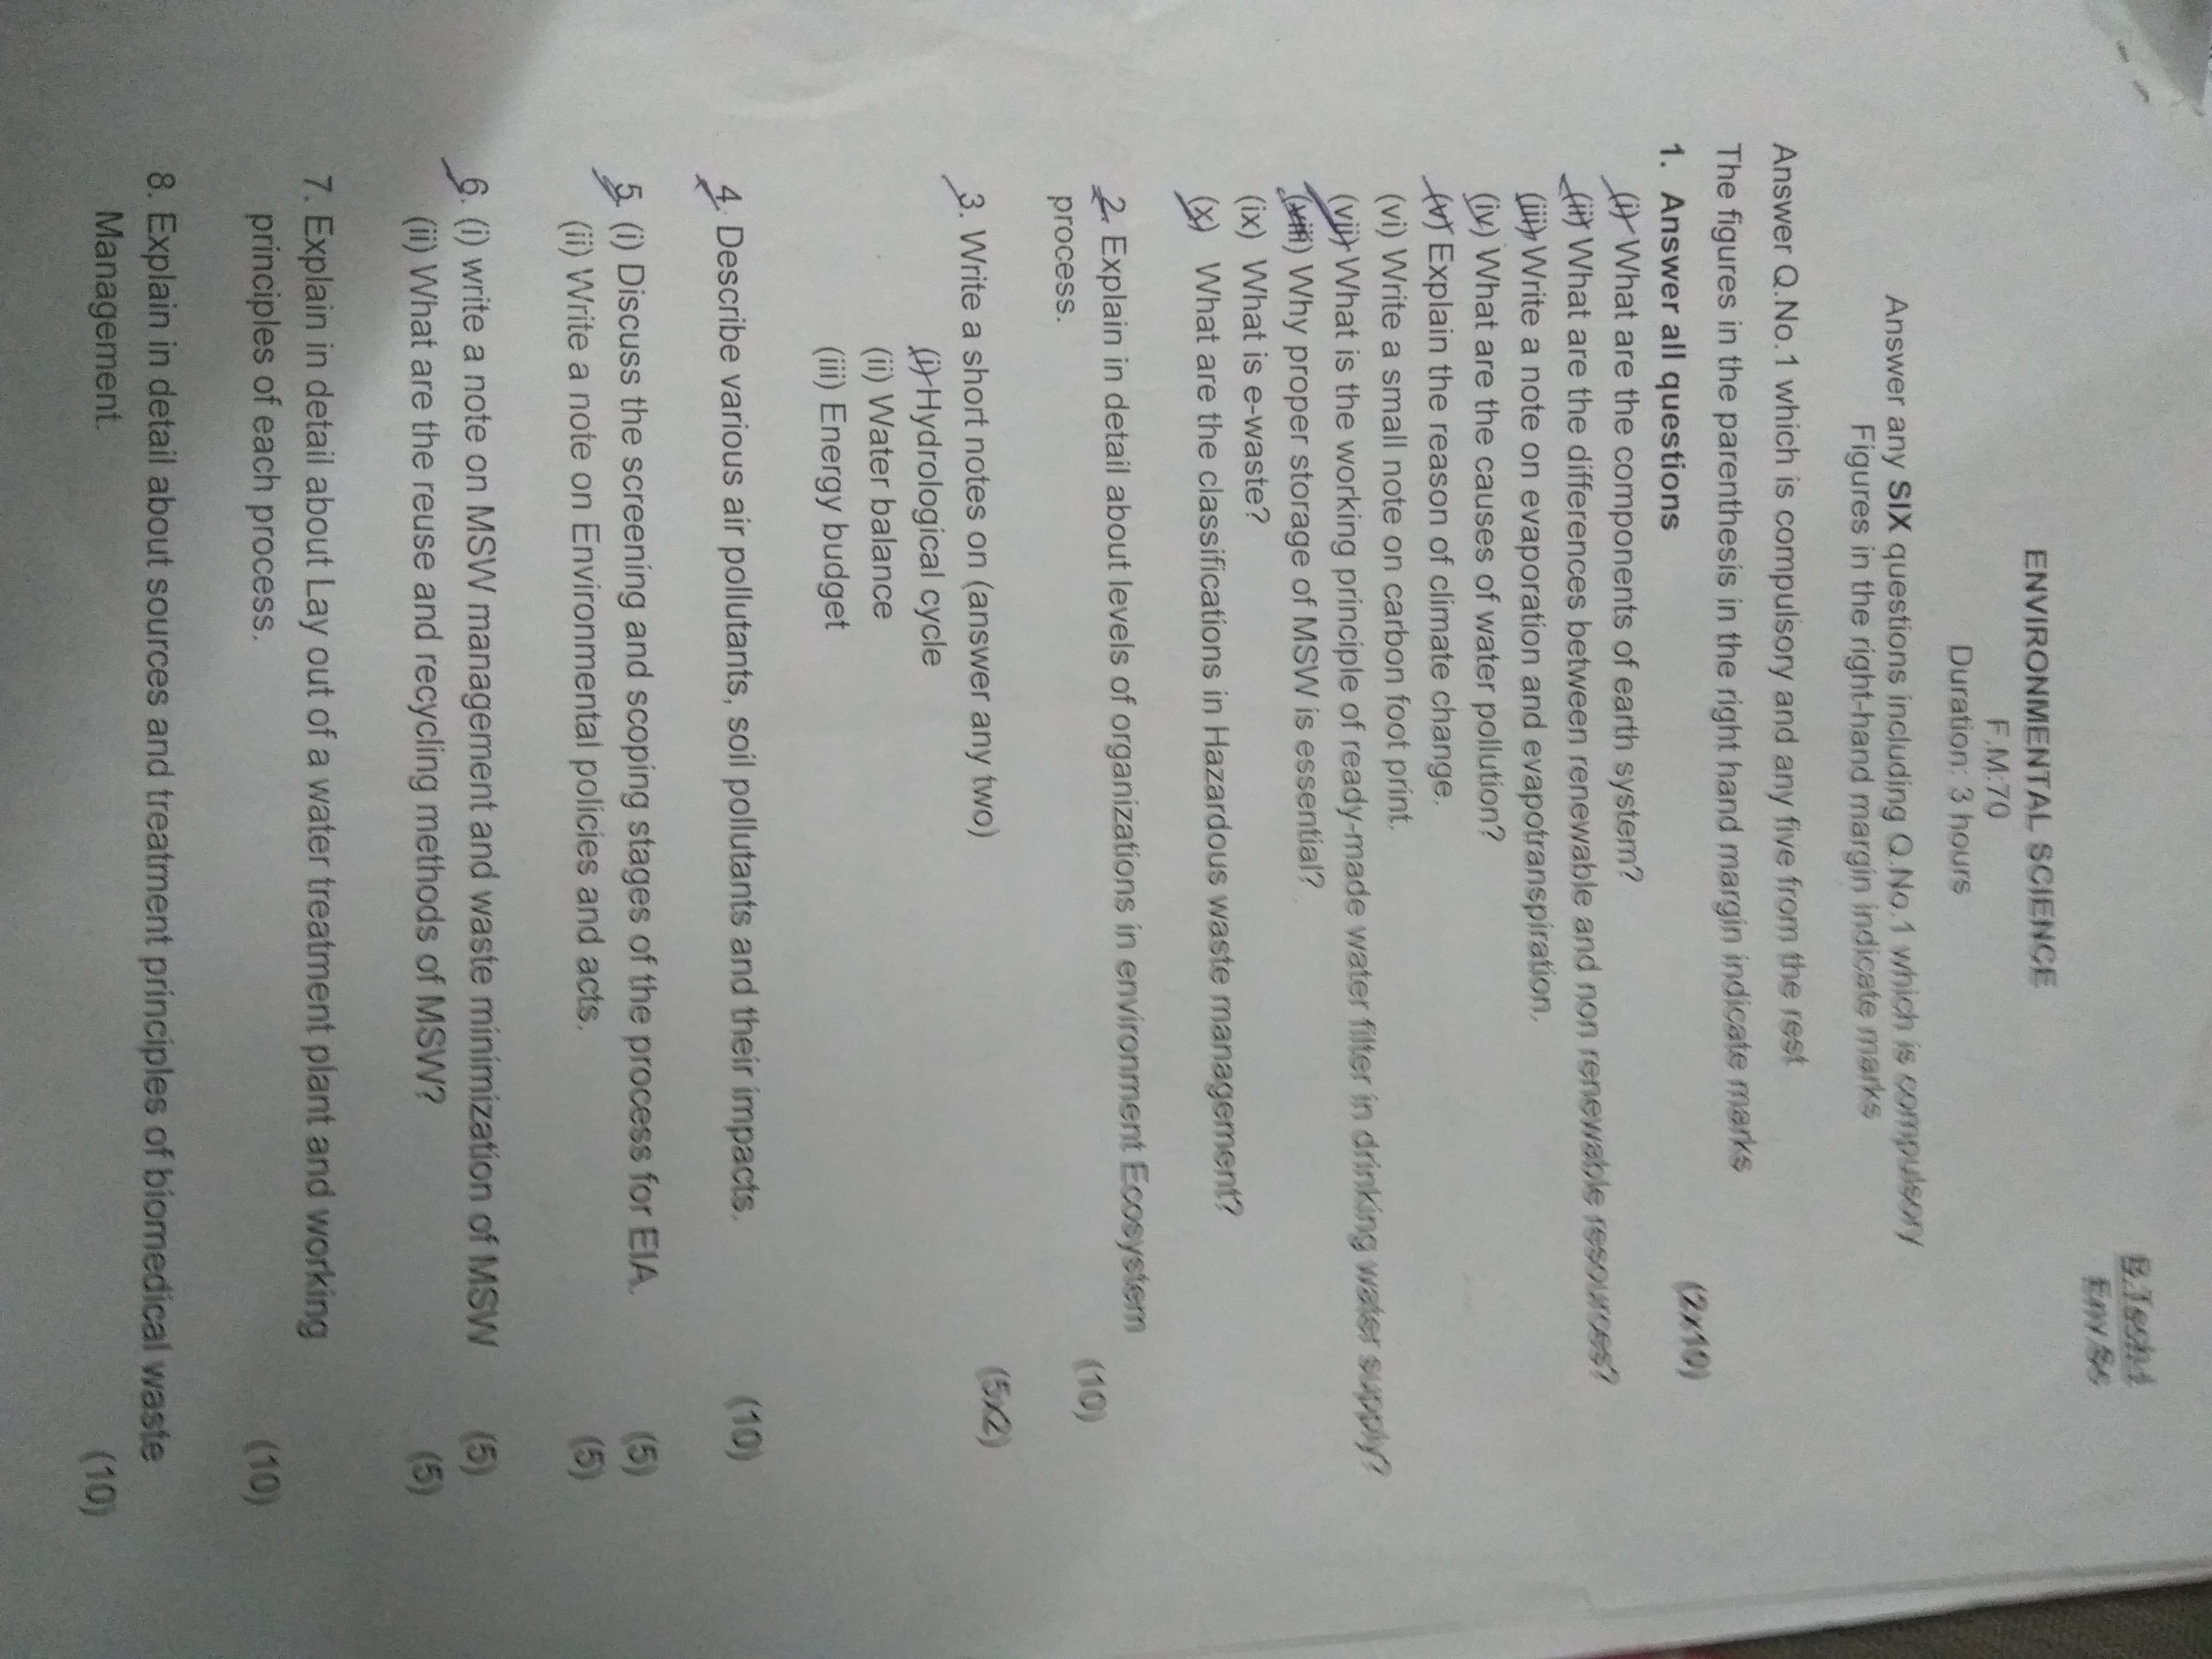 B.Tech-I
Env.Sc
ENVIRONMENTAL SCIENCE
F.M:70
Duration: 3 hours
Answer any SIX questions including Q.No.1 which is compulsory
Figures in the right-hand margin indicate marks
Answer Q.No.1 which is compulsory and any five from the rest
The figures in the parenthesis in the right hand margin indicate marks
1. Answer all questions (2x10)
(i) What are the components of earth system?
(ii) What are the differences between renewable and non renewable resources?
(iii) Write a note on evaporation and evapotranspiration.
(iv) What are the causes of water pollution?
(v) Explain the reason of climate change.
(vi) Write a small note on carbon foot print.
(vii) What is the working principle of ready-made water filter in drinking water supply?
(viii) Why proper storage of MSW is essential?
(ix) What is e-waste?
(x) What are the classifications in Hazardous waste management?
2. Explain in detail about levels of organizations in environment Ecosystem
process. (10)
3. Write a short notes on (answer any two) (5x2)
(i) Hydrological cycle
(ii) Water balance
(iii) Energy budget
4. Describe various air pollutants, soil pollutants and their impacts. (10)
5. (i) Discuss the screening and scoping stages of the process for EIA. (5)
(ii) Write a note on Environmental policies and acts. (5)
6. (i) write a note on MSW management and waste minimization of MSW (5)
(ii) What are the reuse and recycling methods of MSW? (5)
7. Explain in detail about Lay out of a water treatment plant and working
principles of each process. (10)
8. Explain in detail about sources and treatment principles of biomedical waste
Management. (10)